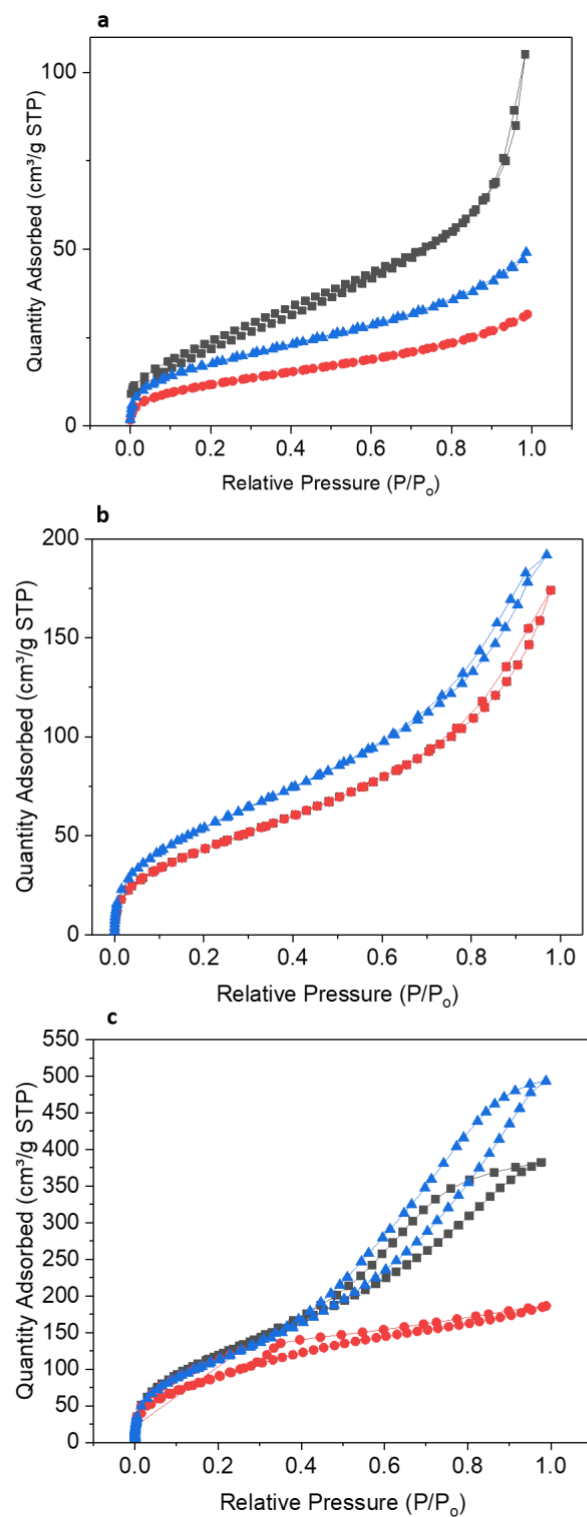 a
100
50
0
Quantity Adsorbed (cm³/g STP)
0.0 0.2 0.4 0.6 0.8 1.0
Relative Pressure (P/Pₒ)
b
200
150
100
50
0
Quantity Adsorbed (cm³/g STP)
0.0 0.2 0.4 0.6 0.8 1.0
Relative Pressure (P/Pₒ)
c
550
500
450
400
350
300
250
200
150
100
50
0
Quantity Adsorbed (cm³/g STP)
0.0 0.2 0.4 0.6 0.8 1.0
Relative Pressure (P/Pₒ)